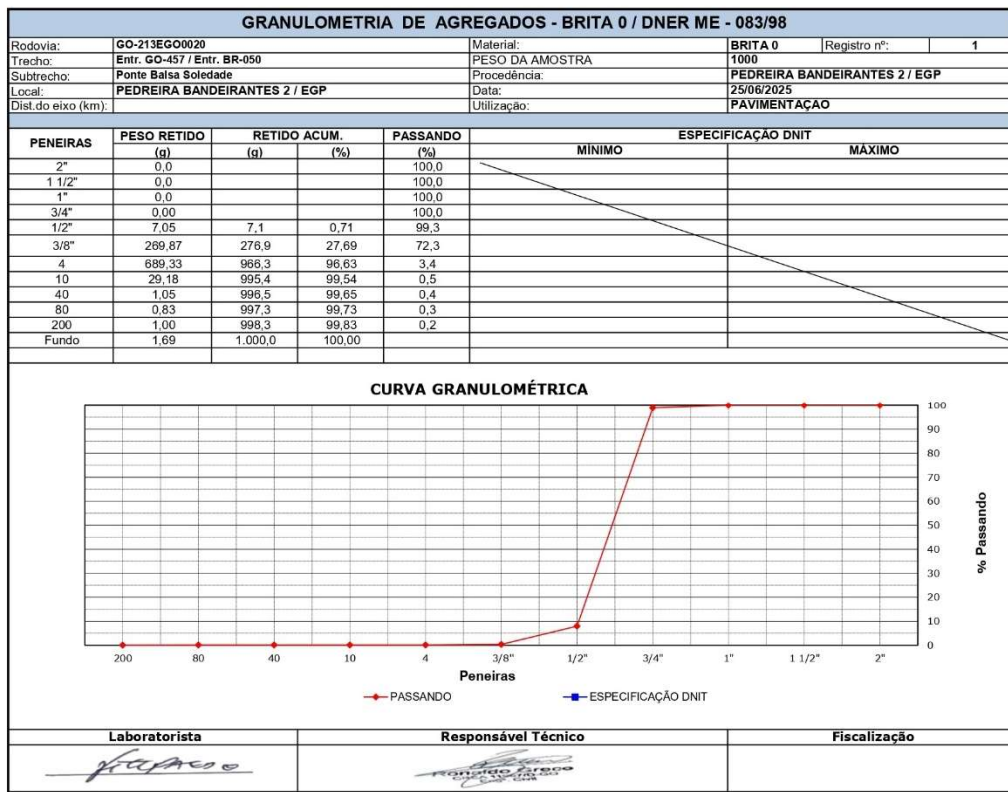 GRANULOMETRIA DE AGREGADOS - BRITA 0 / DNER ME - 083/98
Rodovia: GO-213EGO0020 Material: BRITA 0 Registro nº: 1
Trecho: Entr. GO-457 / Entr. BR-050 PESO DA AMOSTRA 1000
Subtrecho: Ponte Balsa Soledade Procedência: PEDREIRA BANDEIRANTES 2 / EGP
Local: PEDREIRA BANDEIRANTES 2 / EGP Data: 25/06/2025
Dist.do eixo (km): Utilização: PAVIMENTAÇAO
PENEIRAS PESO RETIDO RETIDO ACUM. PASSANDO ESPECIFICAÇÃO DNIT
(g) (g) (%) (%) MÍNIMO MÁXIMO
2" 0,0 100,0
1 1/2" 0,0 100,0
1" 0,0 100,0
3/4" 0,00 100,0
1/2" 7,05 7,1 0,71 99,3
3/8" 269,87 276,9 27,69 72,3
4 689,33 966,3 96,63 3,4
10 29,18 995,4 99,54 0,5
40 1,05 996,5 99,65 0,4
80 0,83 997,3 99,73 0,3
200 1,00 998,3 99,83 0,2
Fundo 1,69 1.000,0 100,00
CURVA GRANULOMÉTRICA
100
90
80
70
60
50
40
30
20
10
0
% Passando
200 80 40 10 4 3/8" 1/2" 3/4" 1" 1 1/2" 2"
Peneiras
PASSANDO ESPECIFICAÇÃO DNIT
Laboratorista Responsável Técnico Fiscalização
Ronaldo Greco